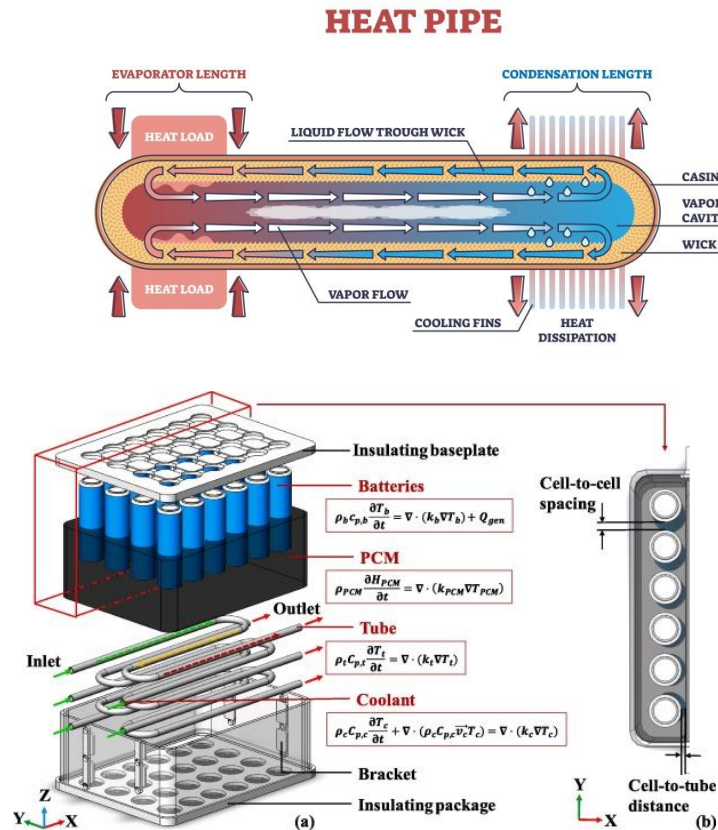 HEAT PIPE
EVAPORATOR LENGTH
CONDENSATION LENGTH
HEAT LOAD
LIQUID FLOW TROUGH WICK
CASIN
VAPO
CAVIT
WICK
HEAT LOAD
VAPOR FLOW
COOLING FINS
HEAT
DISSIPATION
Insulating baseplate
Batteries
ρ_b c_{p,b} ∂T_b/∂t = ∇ · (k_b∇T_b) + Q_gen
PCM
ρ_PCM ∂H_PCM/∂t = ∇ · (k_PCM∇T_PCM)
Outlet
Tube
Inlet
ρ_t C_{p,t} ∂T_t/∂t = ∇ · (k_t∇T_t)
Coolant
ρ_c C_{p,c} ∂T_c/∂t + ∇ · (ρ_c C_{p,c} v_c⃗ T_c) = ∇ · (k_c∇T_c)
Bracket
Insulating package
Z
Y
X
(a)
Cell-to-cell
spacing
Cell-to-tube
distance
Y
X
(b)